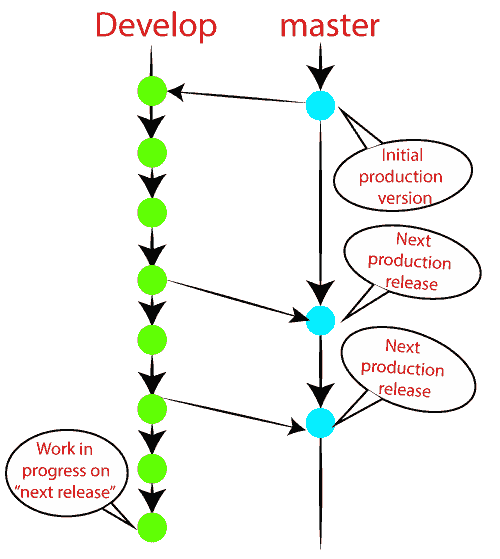 Develop
master
Initial
production
version
Next
production
release
Next
production
release
Work in
progress on
“next release”